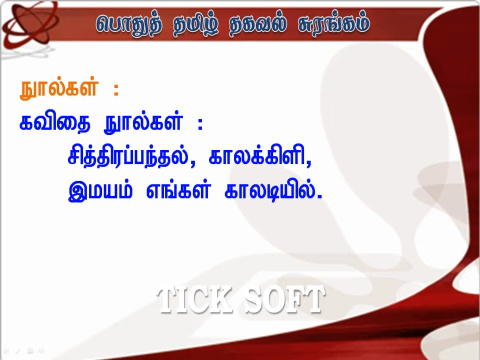 பொதுத் தமிழ் தகவல் சுரங்கம்
நூல்கள் :
கவிதை நூல்கள் :
சித்திரப்பந்தல், காலக்கிளி,
இமயம் எங்கள் காலடியில்.
TICK SOFT